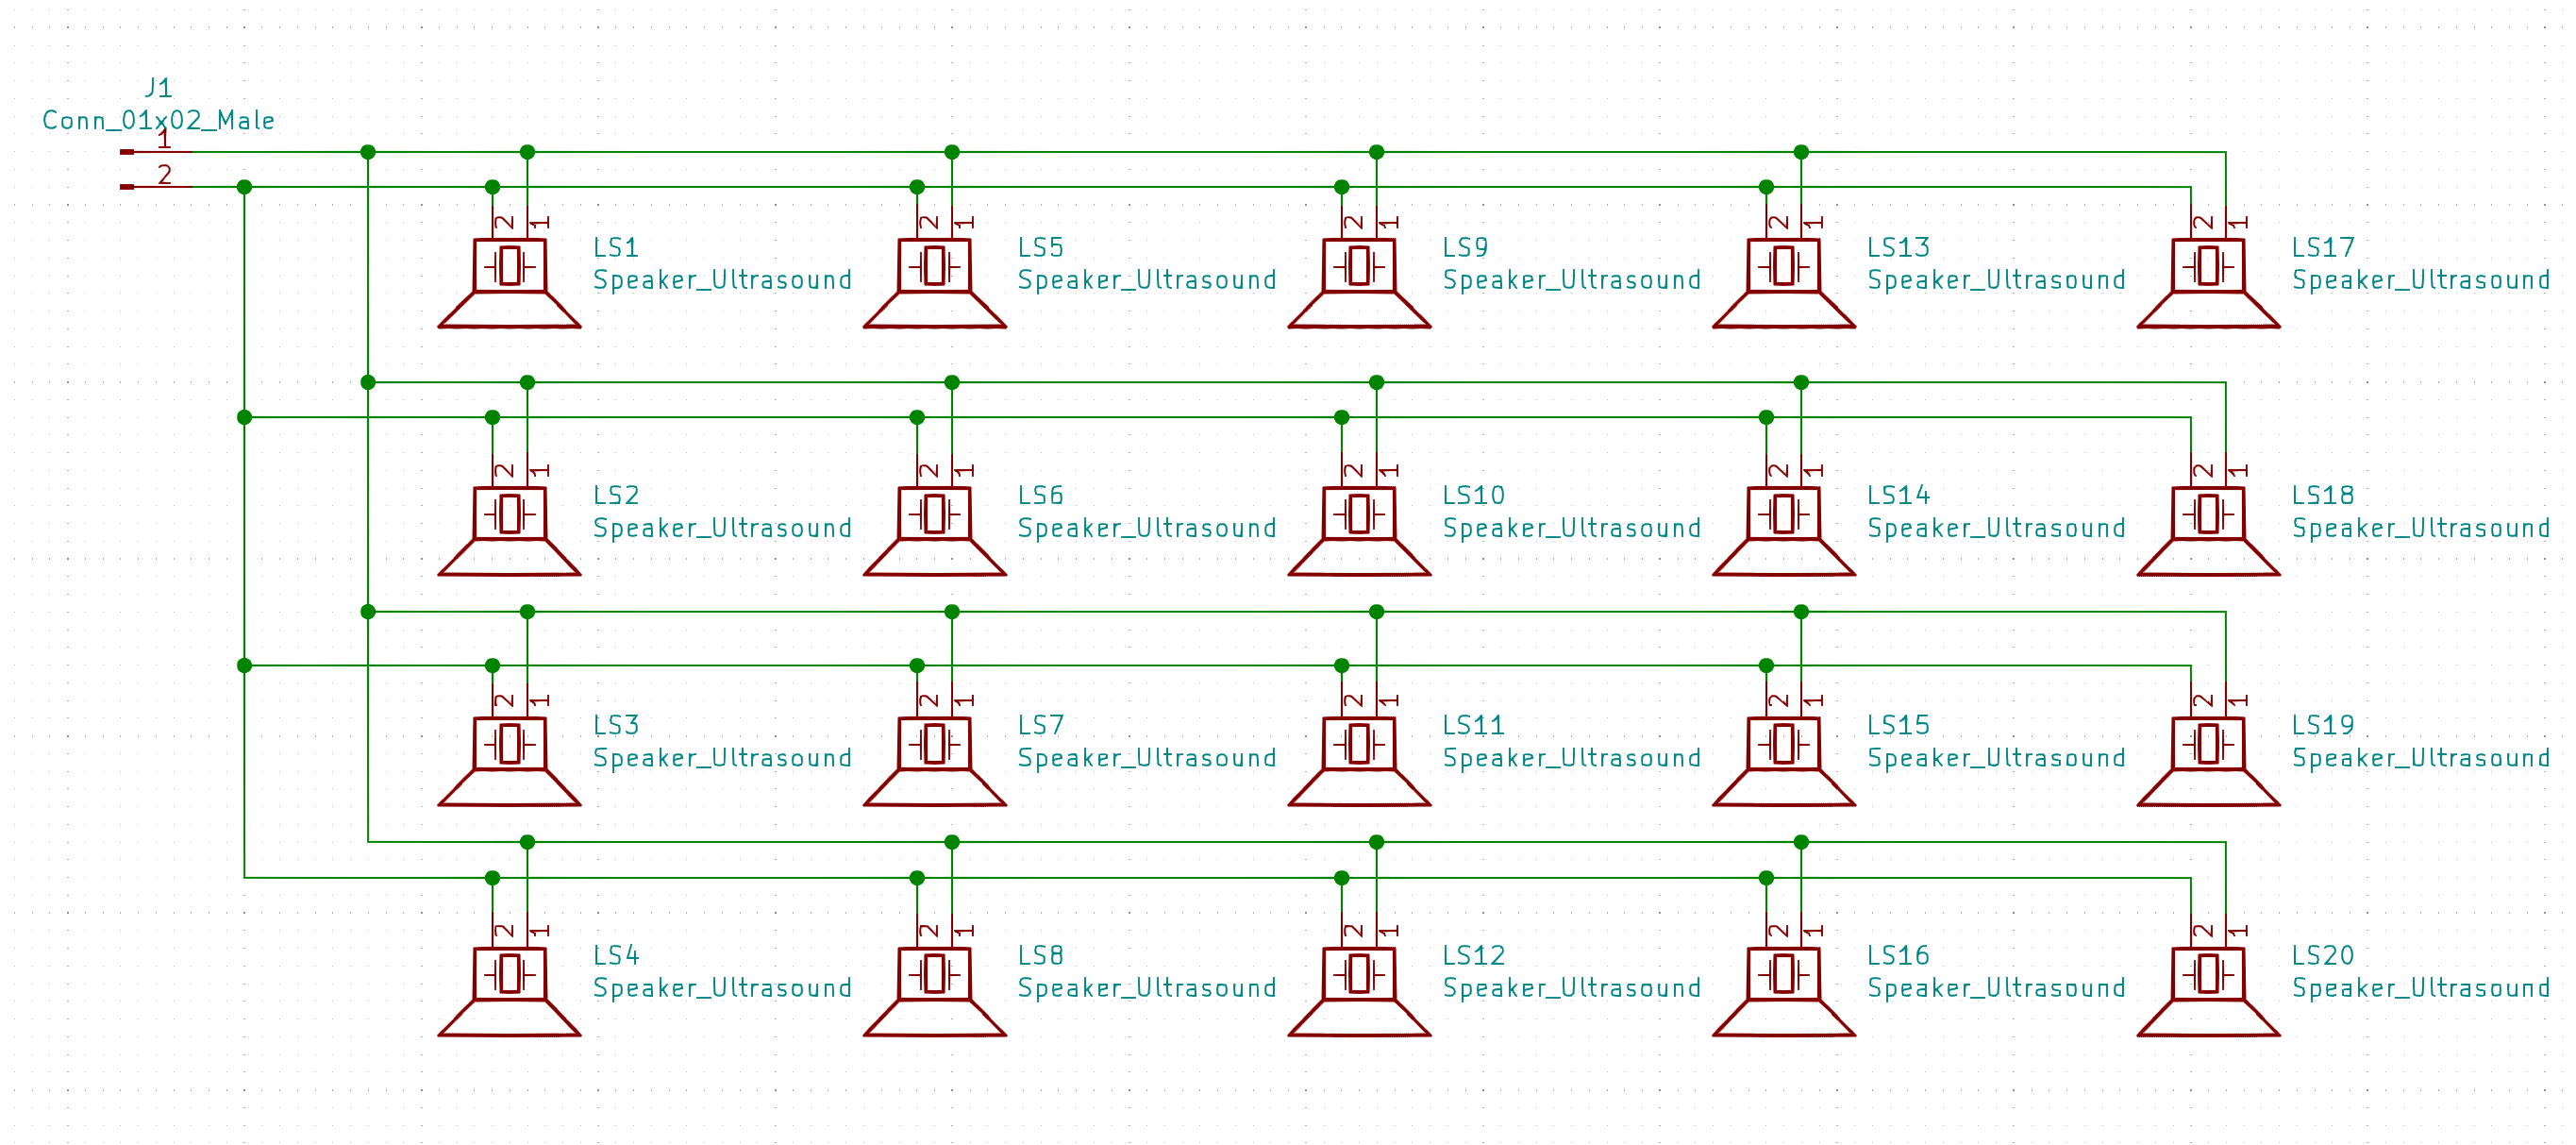 J1
Conn_01x02_Male
1
2
2 1
LS1
Speaker_Ultrasound
2 1
LS5
Speaker_Ultrasound
2 1
LS9
Speaker_Ultrasound
2 1
LS13
Speaker_Ultrasound
2 1
LS17
Speaker_Ultrasound
2 1
LS2
Speaker_Ultrasound
2 1
LS6
Speaker_Ultrasound
2 1
LS10
Speaker_Ultrasound
2 1
LS14
Speaker_Ultrasound
2 1
LS18
Speaker_Ultrasound
2 1
LS3
Speaker_Ultrasound
2 1
LS7
Speaker_Ultrasound
2 1
LS11
Speaker_Ultrasound
2 1
LS15
Speaker_Ultrasound
2 1
LS19
Speaker_Ultrasound
2 1
LS4
Speaker_Ultrasound
2 1
LS8
Speaker_Ultrasound
2 1
LS12
Speaker_Ultrasound
2 1
LS16
Speaker_Ultrasound
2 1
LS20
Speaker_Ultrasound